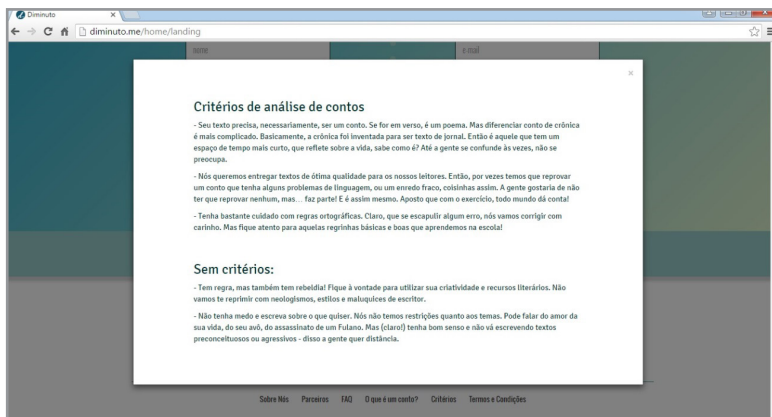 Diminuto
diminuto.me/home/landing
nome
e-mail
×
Critérios de análise de contos
- Seu texto precisa, necessariamente, ser um conto. Se for em verso, é um poema. Mas diferenciar conto de crônica
é mais complicado. Basicamente, a crônica foi inventada para ser texto de jornal. Então é aquele que tem um
espaço de tempo mais curto, que reflete sobre a vida, sabe como é? Até a gente se confunde às vezes, não se
preocupa.
- Nós queremos entregar textos de ótima qualidade para os nossos leitores. Então, por vezes temos que reprovar
um conto que tenha alguns problemas de linguagem, ou um enredo fraco, coisinhas assim. A gente gostaria de não
ter que reprovar nenhum, mas... faz parte! E é assim mesmo. Aposto que com o exercício, todo mundo dá conta!
- Tenha bastante cuidado com regras ortográficas. Claro, que se escapulir algum erro, nós vamos corrigir com
carinho. Mas fique atento para aquelas regrinhas básicas e boas que aprendemos na escola!
Sem critérios:
- Tem regra, mas também tem rebeldia! Fique à vontade para utilizar sua criatividade e recursos literários. Não
vamos te reprimir com neologismos, estilos e maluquices de escritor.
- Não tenha medo e escreva sobre o que quiser. Nós não temos restrições quanto aos temas. Pode falar do amor da
sua vida, do seu avô, do assassinato de um Fulano. Mas (claro!) tenha bom senso e não vá escrevendo textos
preconceituosos ou agressivos - disso a gente quer distância.
Sobre Nós Parceiros FAQ O que é um conto? Critérios Termos e Condições